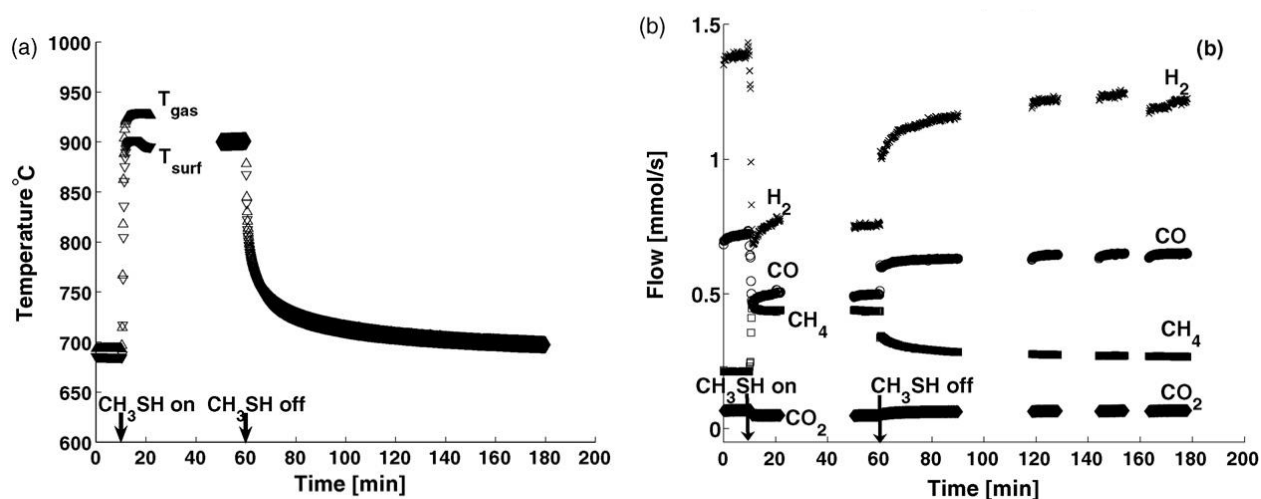 (a)
1000
950
900
850
800
750
700
650
600
Temperature°C
T gas
T surf
CH3SH on CH3SH off
0 20 40 60 80 100 120 140 160 180 200
Time [min]
(b)
1.5
1
0.5
0
Flow [mmol/s]
(b)
H2
H2
CO
CO
CH4
CH4
CH3SH on CH3SH off
CO2
CO2
0 20 40 60 80 100 120 140 160 180 200
Time [min]